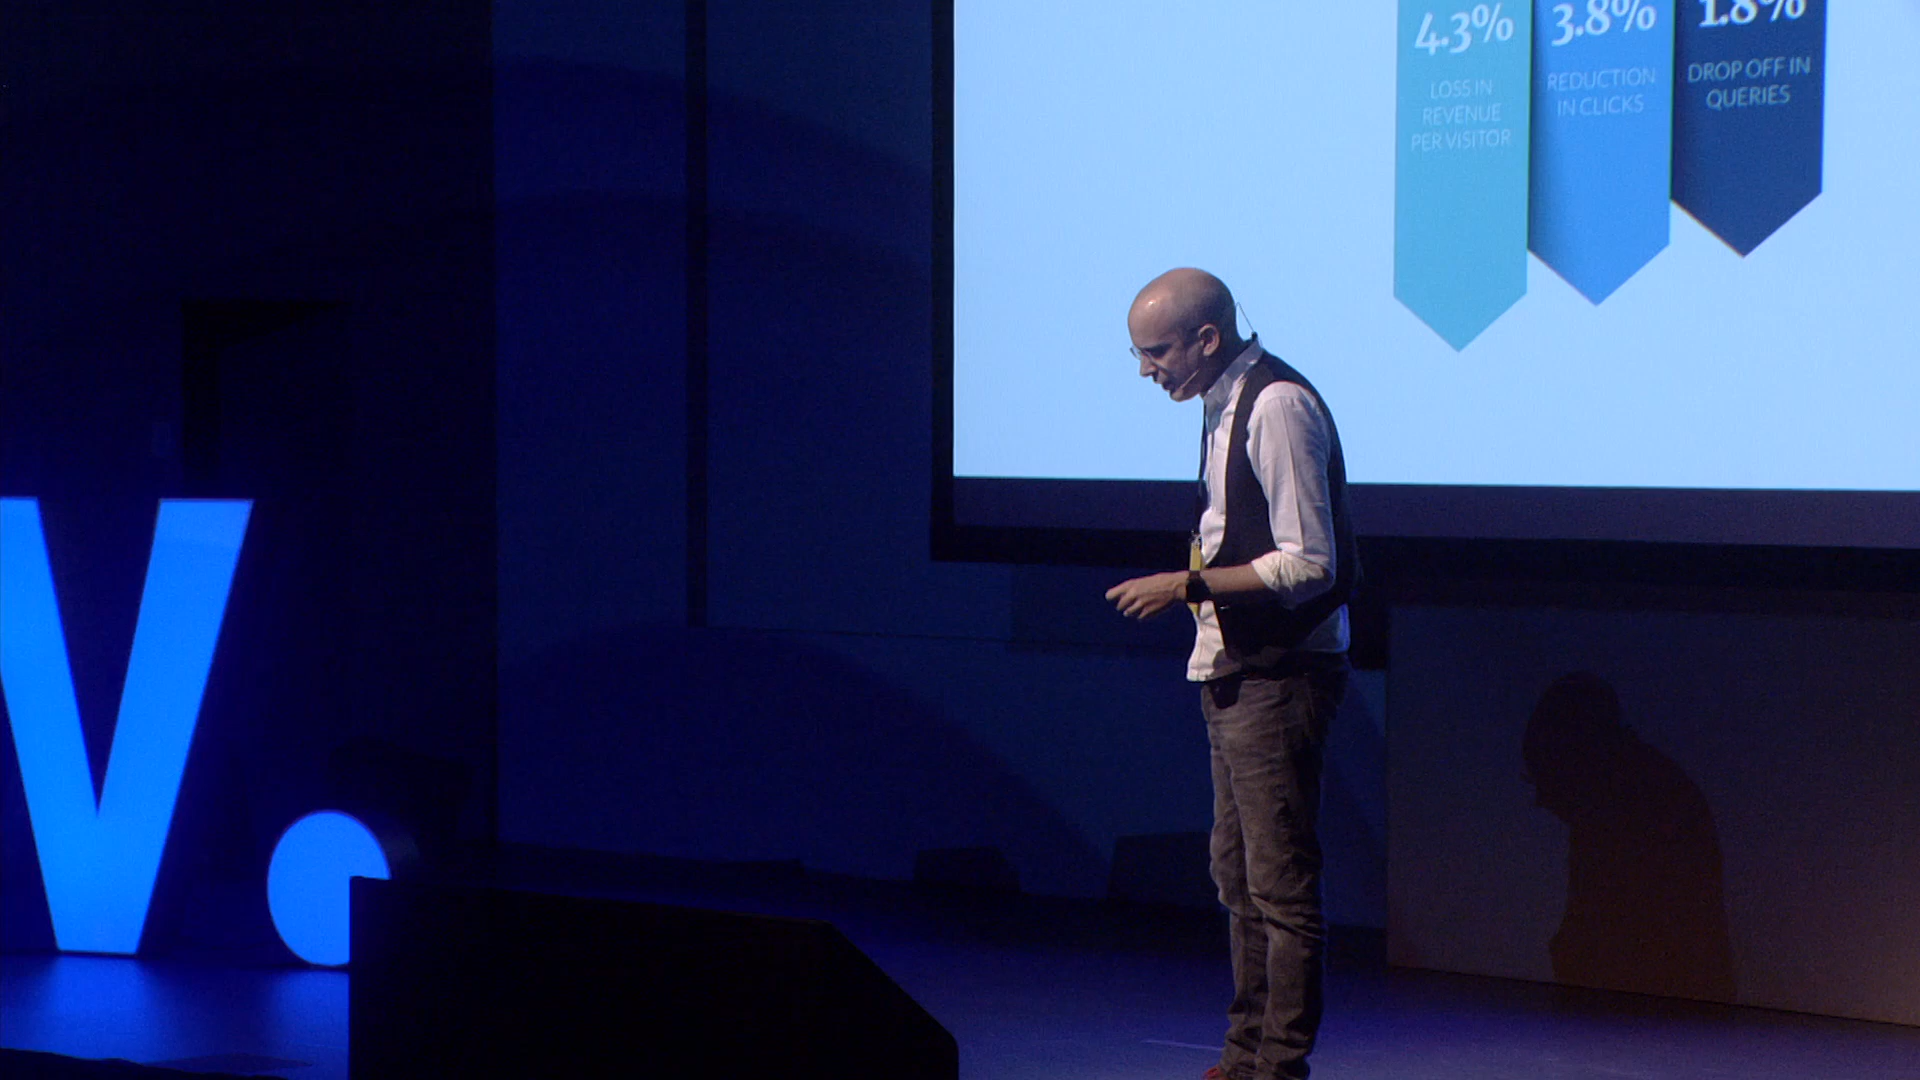 4.3%
LOSS IN
REVENUE
PER VISITOR
3.8%
REDUCTION
IN CLICKS
1.8%
DROP OFF IN
QUERIES
V.